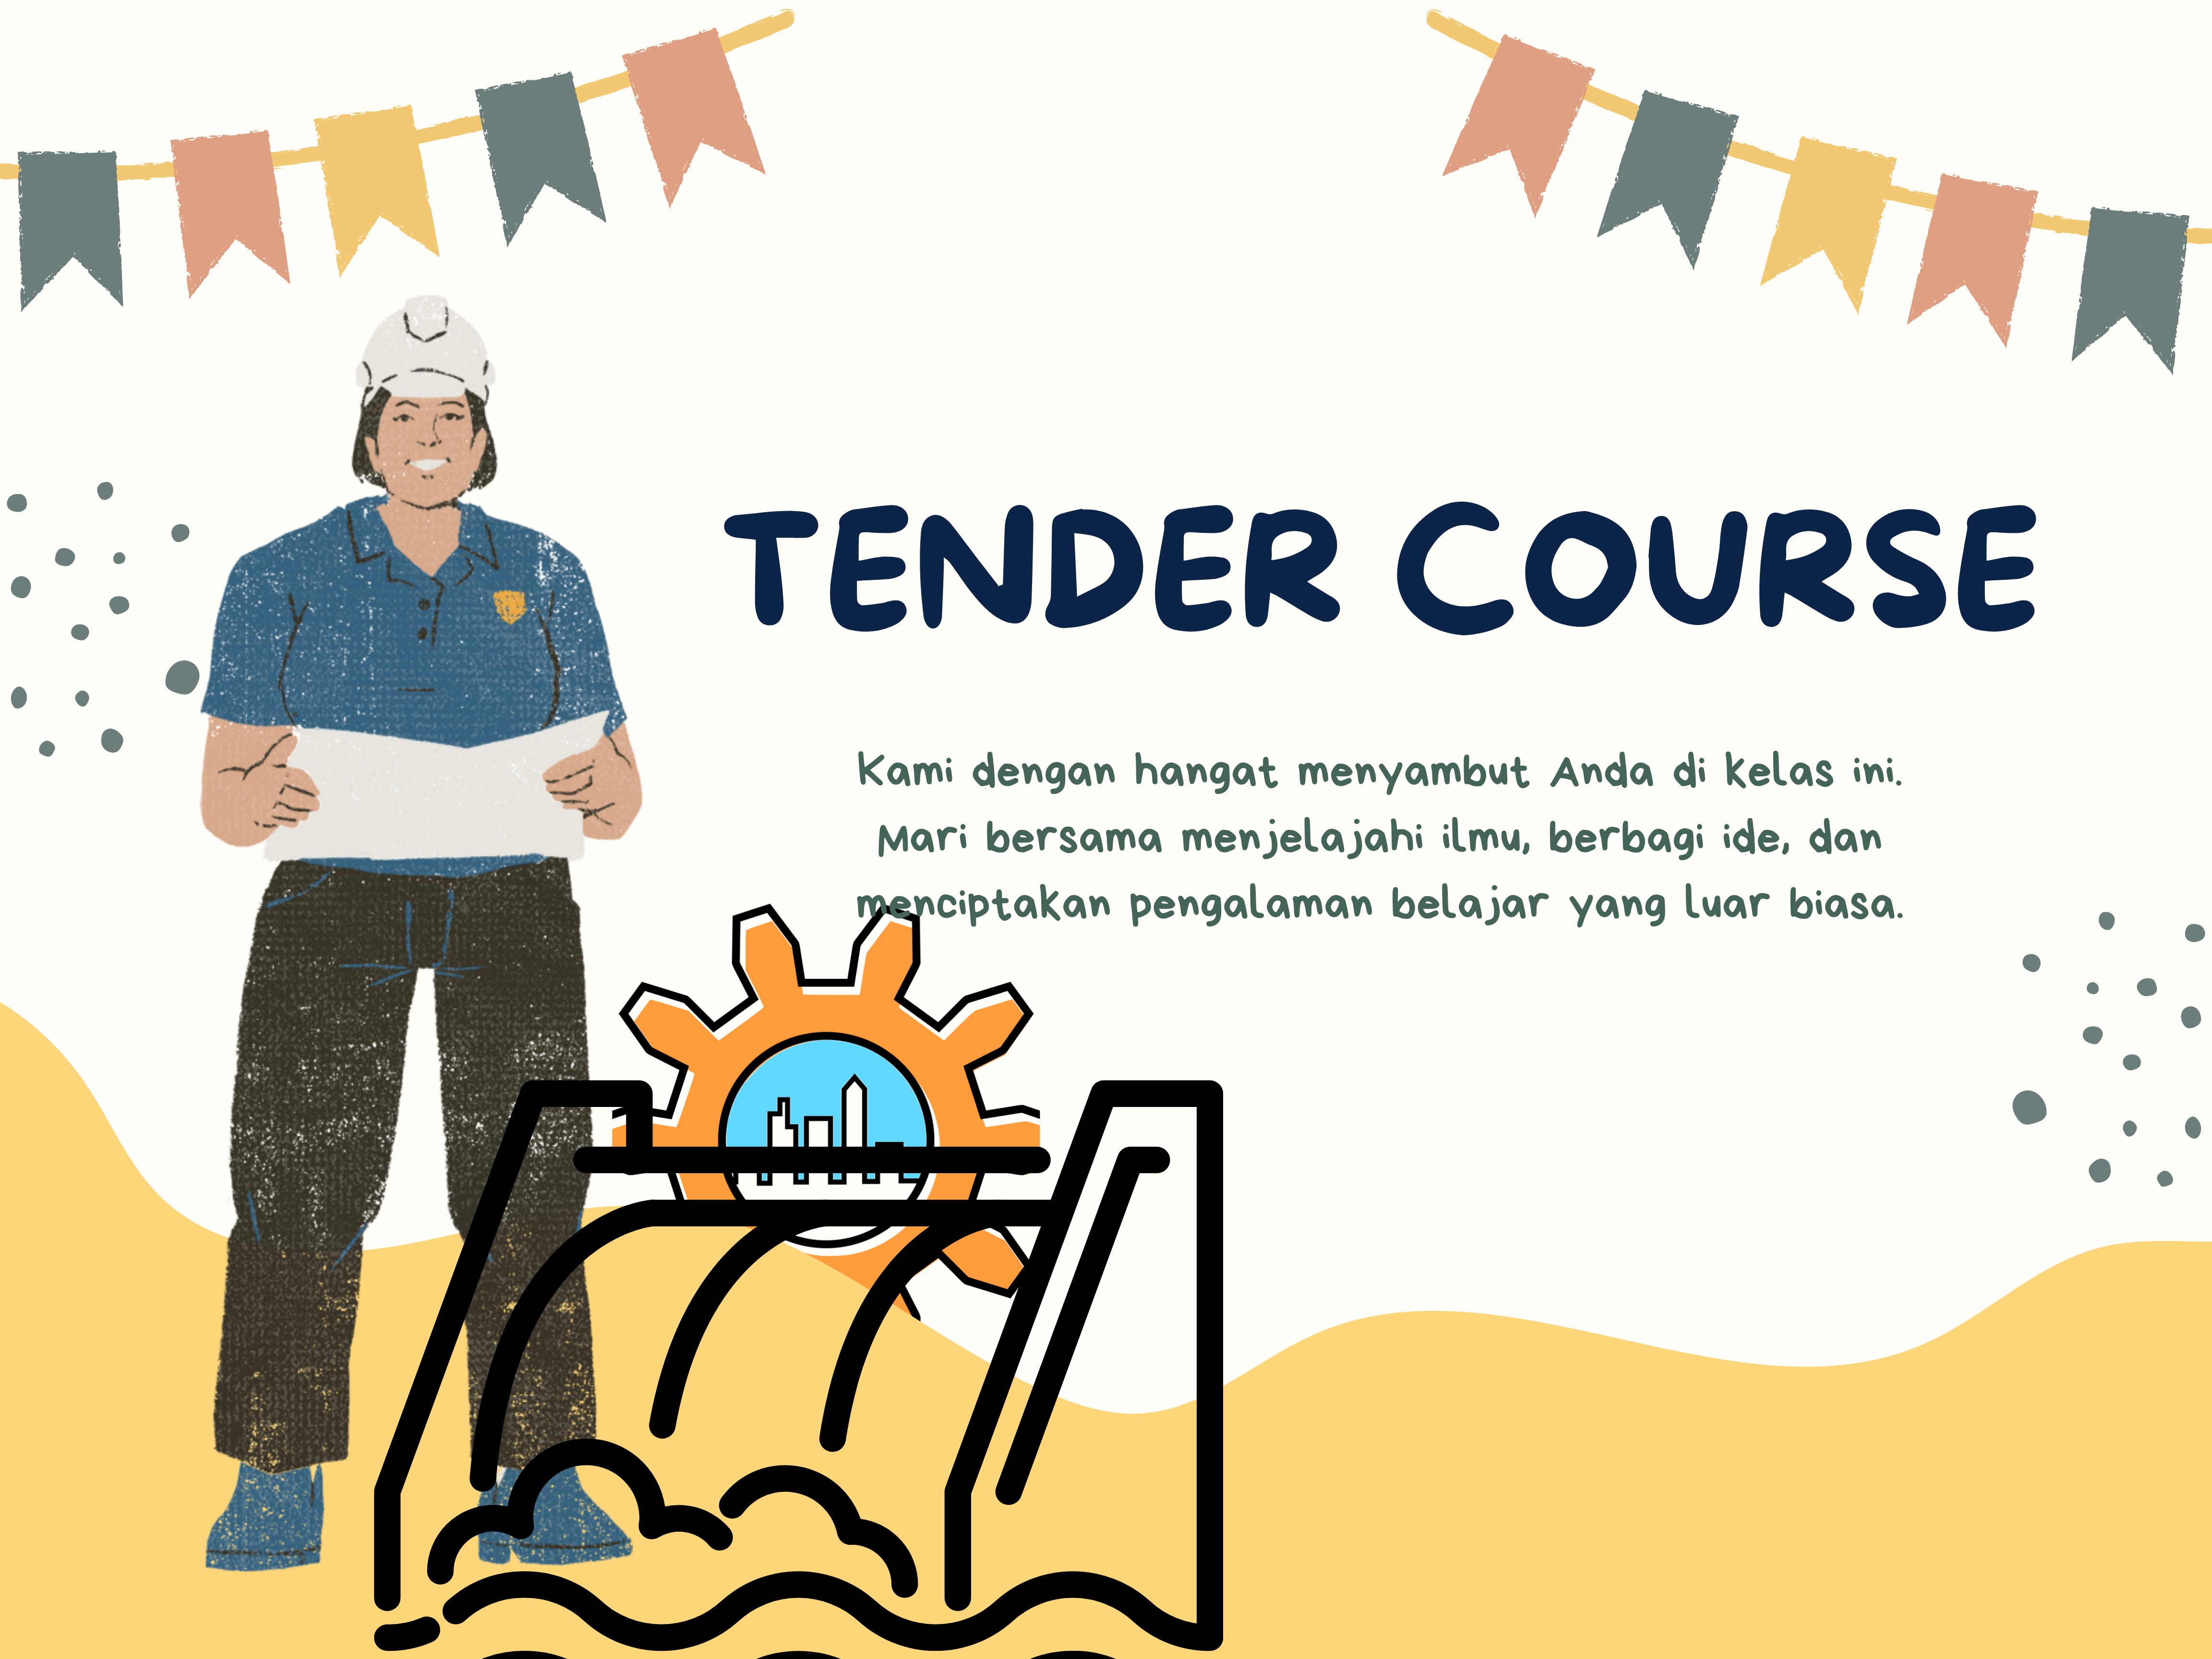 TENDER COURSE
Kami dengan hangat menyambut Anda di kelas ini.
Mari bersama menjelajahi ilmu, berbagi ide, dan
menciptakan pengalaman belajar yang luar biasa.